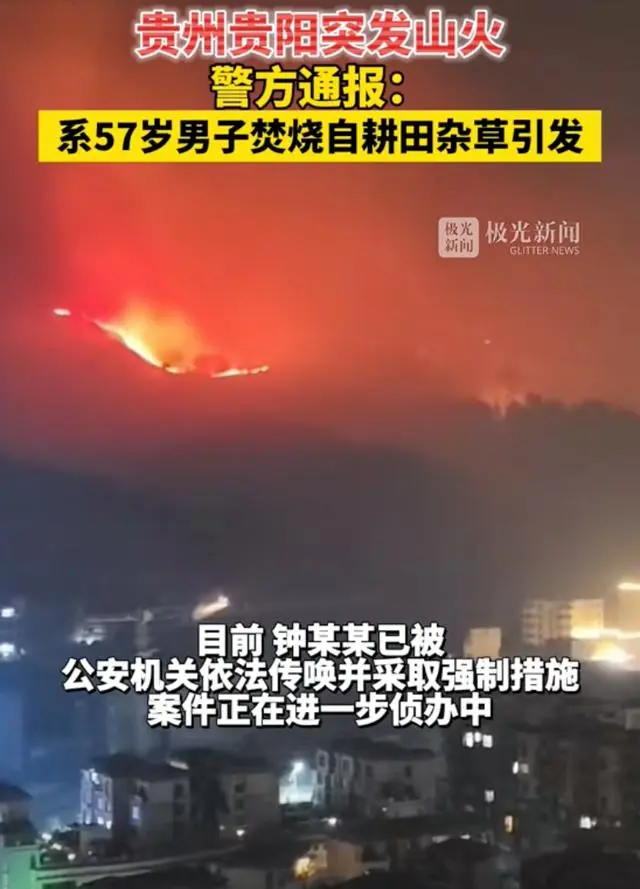 贵州贵阳突发山火
警方通报：
系57岁男子焚烧自耕田杂草引发
极光
新闻
极光新闻
GLITTER NEWS
目前 钟某某已被
公安机关依法传唤并采取强制措施
案件正在进一步侦办中